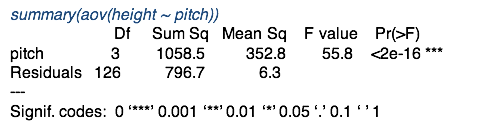 summary(aov(height ~ pitch))
Df Sum Sq Mean Sq F value Pr(>F)
pitch 3 1058.5 352.8 55.8 <2e-16 ***
Residuals 126 796.7 6.3
---
Signif. codes: 0 ‘***’ 0.001 ‘**’ 0.01 ‘*’ 0.05 ‘.’ 0.1 ‘ ’ 1